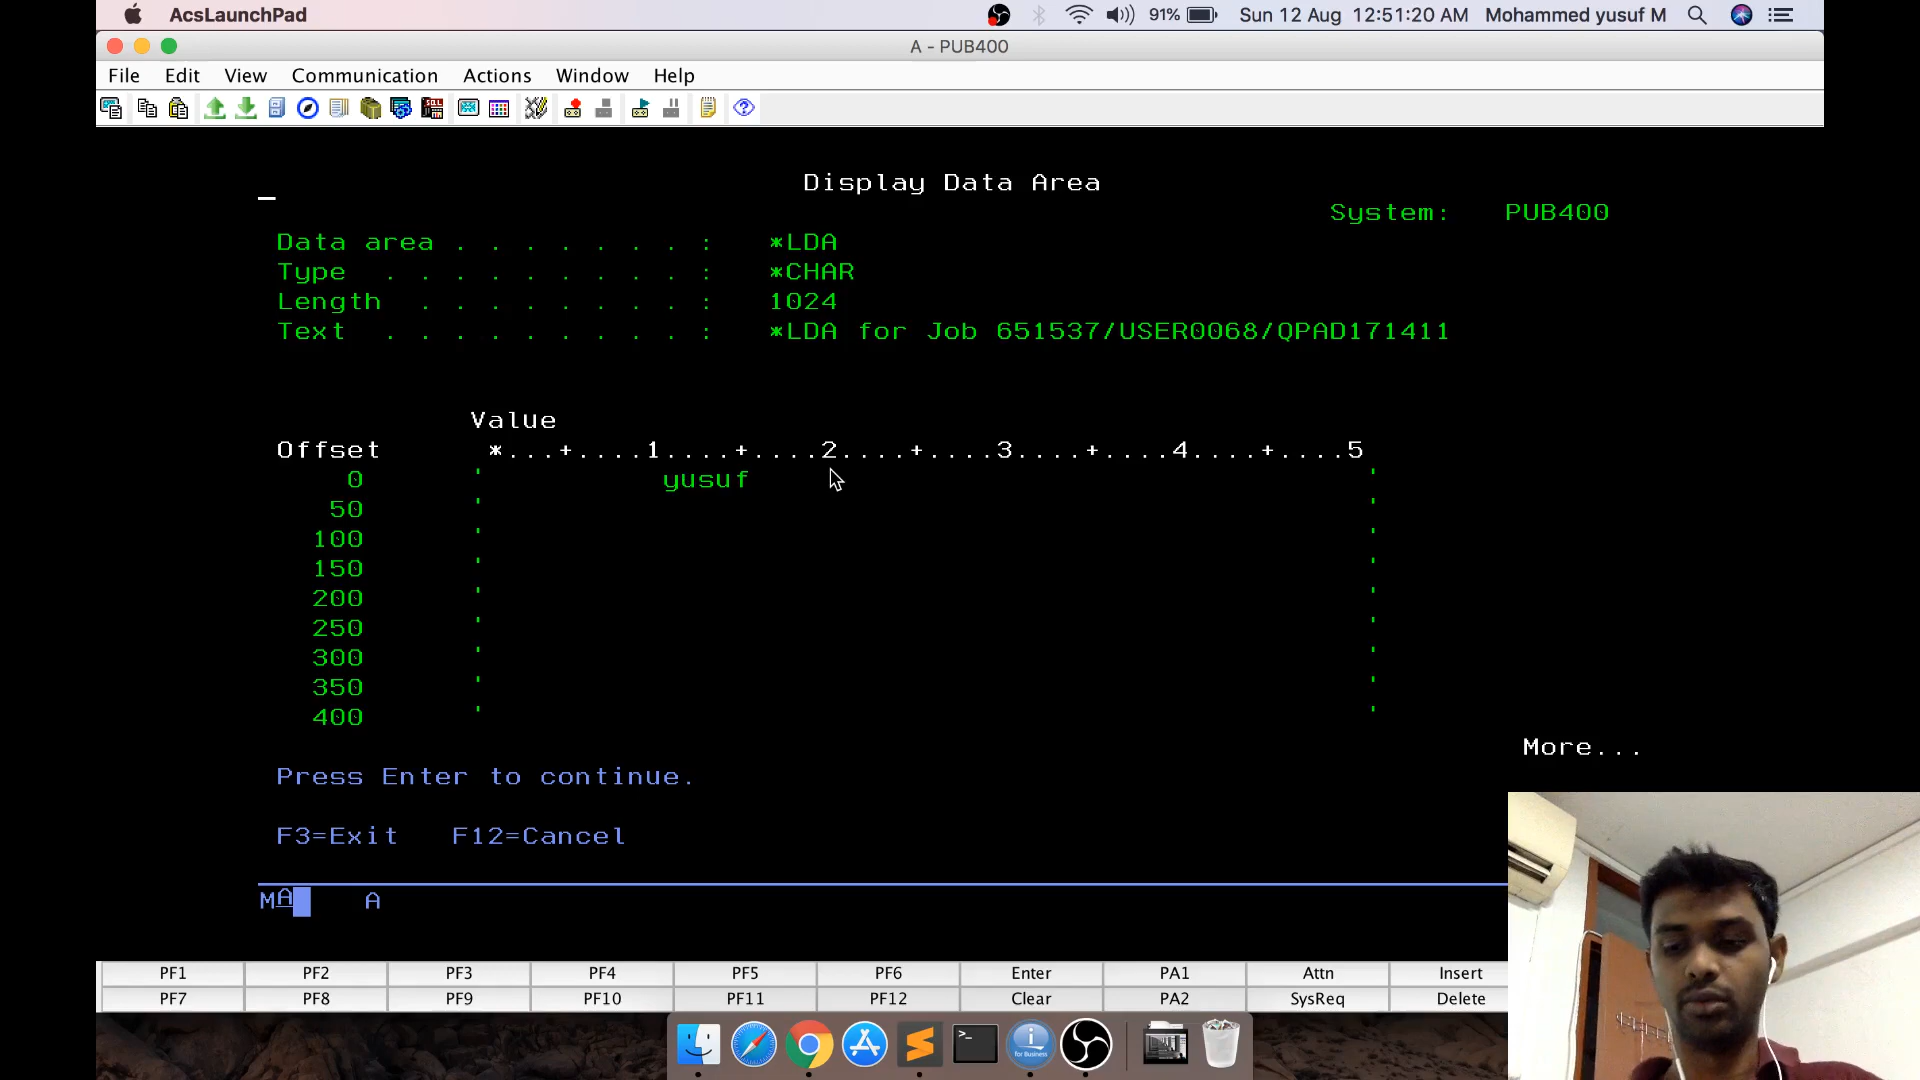 AcsLaunchPad 91% Sun 12 Aug 12:51:20 AM Mohammed yusuf M
A - PUB400
File Edit View Communication Actions Window Help
Display Data Area
System: PUB400
Data area . . . . . . . : *LDA
Type . . . . . . . . . : *CHAR
Length . . . . . . . . : 1024
Text . . . . . . . . . : *LDA for Job 651537/USER0068/QPAD171411
Value
Offset *...+....1....+....2....+....3....+....4....+....5
0 '          yusuf                                   '
50 ' '
100 ' '
150 ' '
200 ' '
250 ' '
300 ' '
350 ' '
400 ' '
More...
Press Enter to continue.
F3=Exit F12=Cancel
MA A
PF1 PF2 PF3 PF4 PF5 PF6 Enter PA1 Attn Insert
PF7 PF8 PF9 PF10 PF11 PF12 Clear PA2 SysReq Delete
for Business